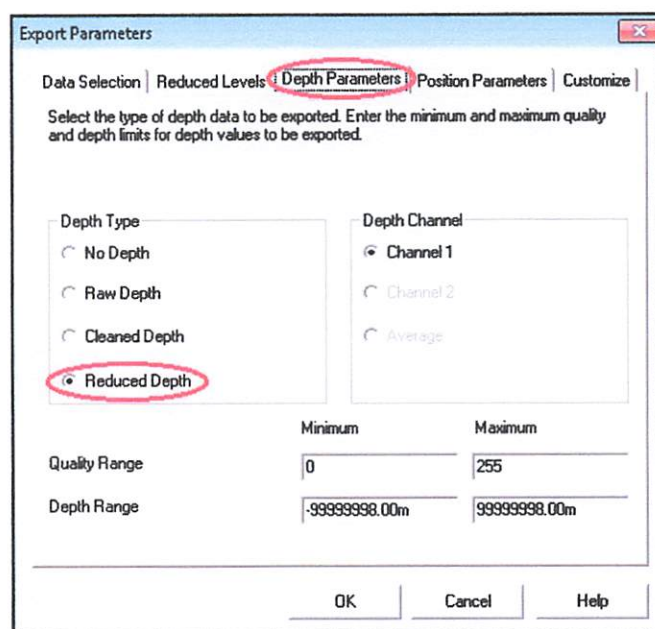 Export Parameters
Data Selection Reduced Levels Depth Parameters Position Parameters Customize
Select the type of depth data to be exported. Enter the minimum and maximum quality
and depth limits for depth values to be exported.
Depth Type
No Depth
Raw Depth
Cleaned Depth
Reduced Depth
Depth Channel
Channel 1
Channel 2
Average
Minimum Maximum
Quality Range 0 255
Depth Range -99999998.00m 99999998.00m
OK Cancel Help